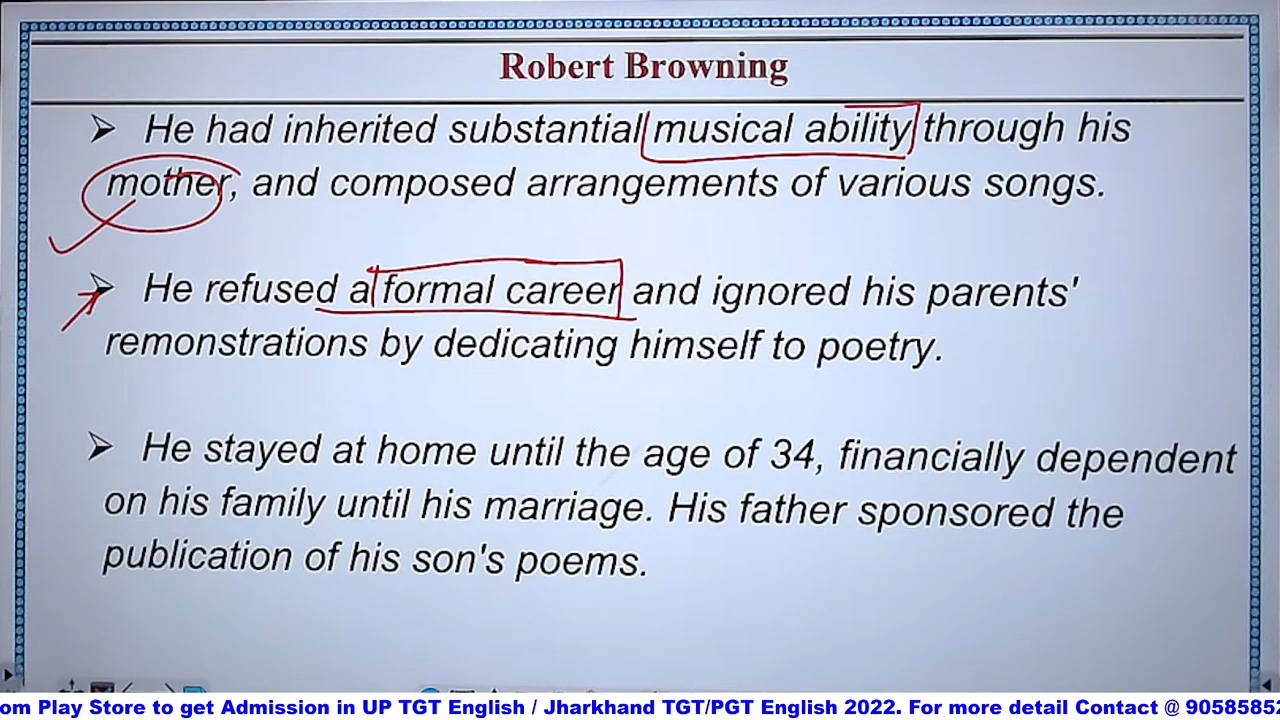 Robert Browning
➢ He had inherited substantial musical ability through his
mother, and composed arrangements of various songs.
➢ He refused a formal career and ignored his parents'
remonstrations by dedicating himself to poetry.
➢ He stayed at home until the age of 34, financially dependent
on his family until his marriage. His father sponsored the
publication of his son's poems.
om Play Store to get Admission in UP TGT English / Jharkhand TGT/PGT English 2022. For more detail Contact @ 90585852